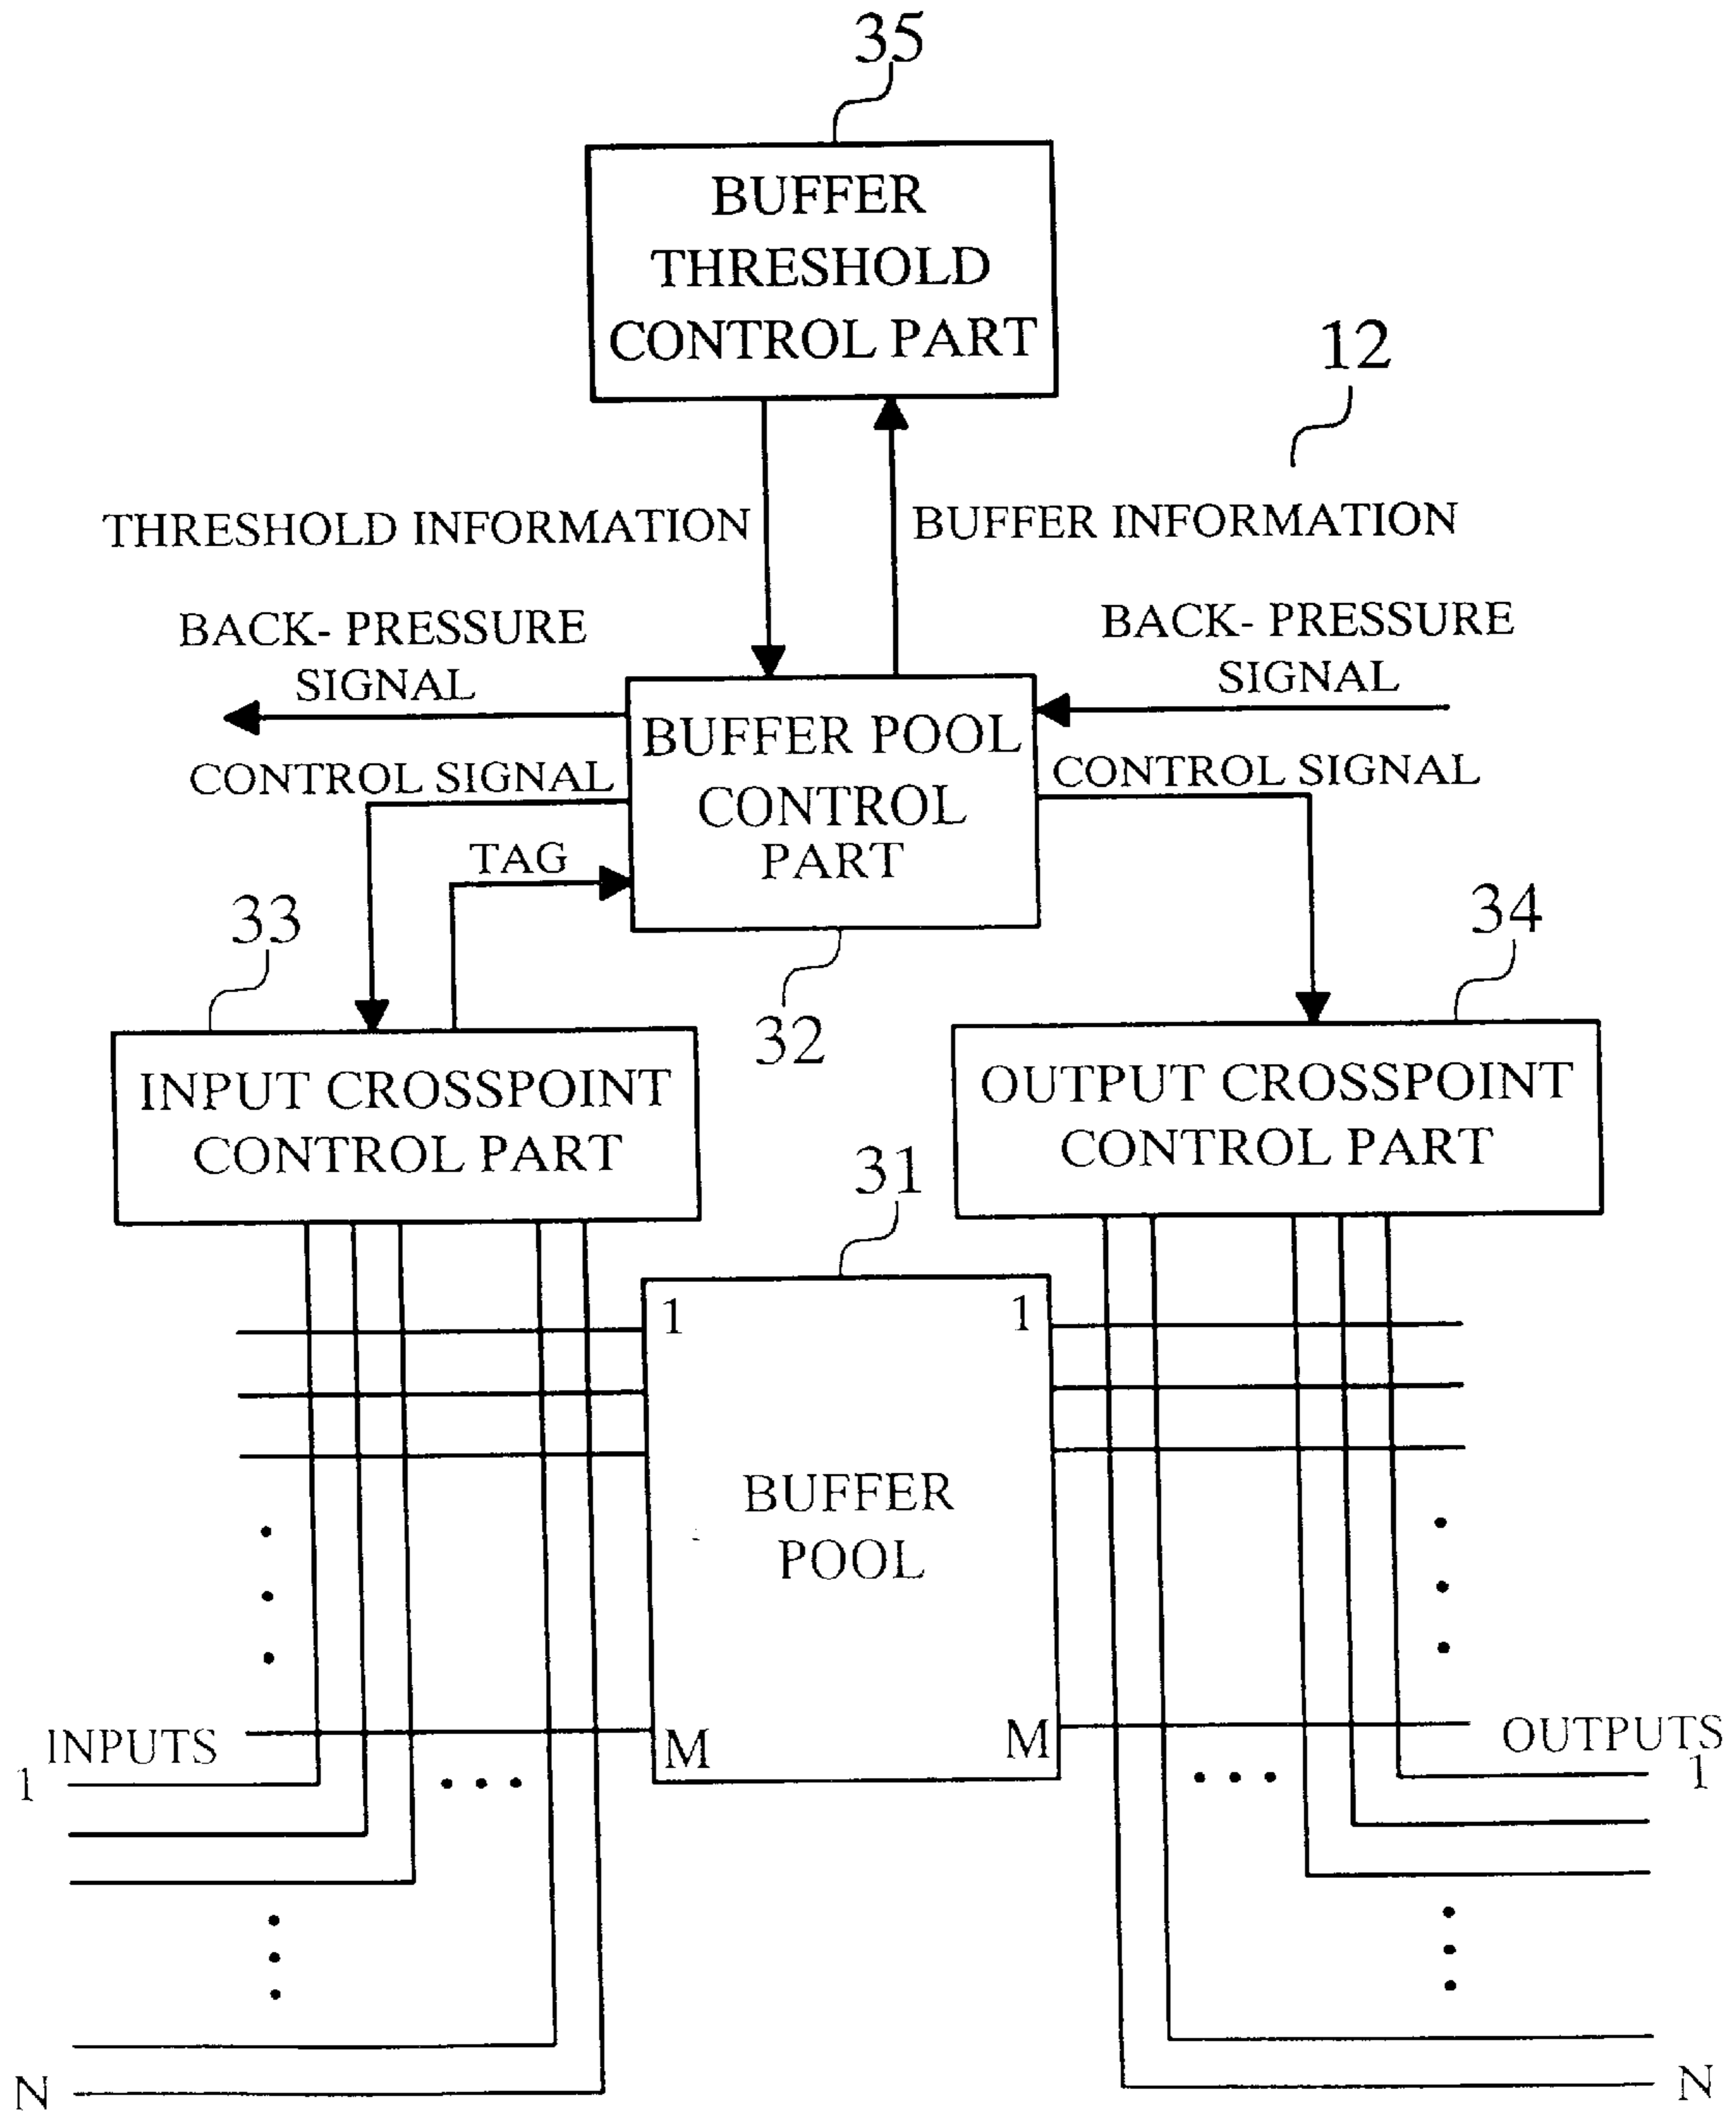 35
BUFFER
THRESHOLD
CONTROL PART
12
THRESHOLD INFORMATION
BUFFER INFORMATION
BACK- PRESSURE
SIGNAL
BACK- PRESSURE
SIGNAL
BUFFER POOL
CONTROL
PART
CONTROL SIGNAL
CONTROL SIGNAL
TAG
33
34
32
INPUT CROSSPOINT
CONTROL PART
OUTPUT CROSSPOINT
CONTROL PART
31
1
1
BUFFER
POOL
M
M
INPUTS
1
OUTPUTS
1
N
N